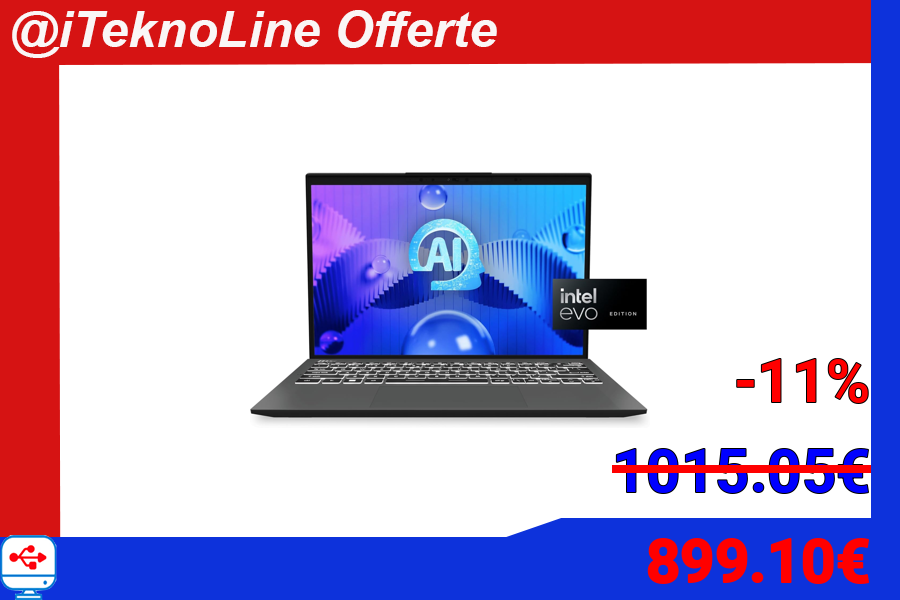 @iTeknoLine Offerte
AI
intel
evo EDITION
-11%
1015.05€
899.10€